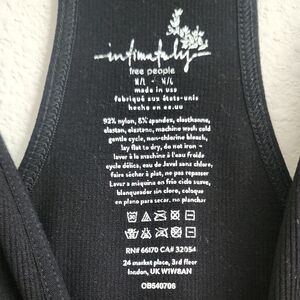 intimately
free people
M/L - M/G
made in usa
fabriqué aux états-unis
hecho en ee.uu
92% nylon, 8% spandex, elasthanne,
elastan, elastano, machine wash cold
gentle cycle, non-chlorine bleach,
lay flat to dry, do not iron -
laver à la machine à l'eau froide
cycle délica, eau de Javel sans chlore,
faire sécher à plat, ne pas repasser
Lavar a máquina en frío ciclo suave,
blanqueador sin cloro, coloque
en plano para secar, no planchar
RN# 66170 CA# 32054
24 market place, 3rd floor
london, UK W1W8AN
OB540706